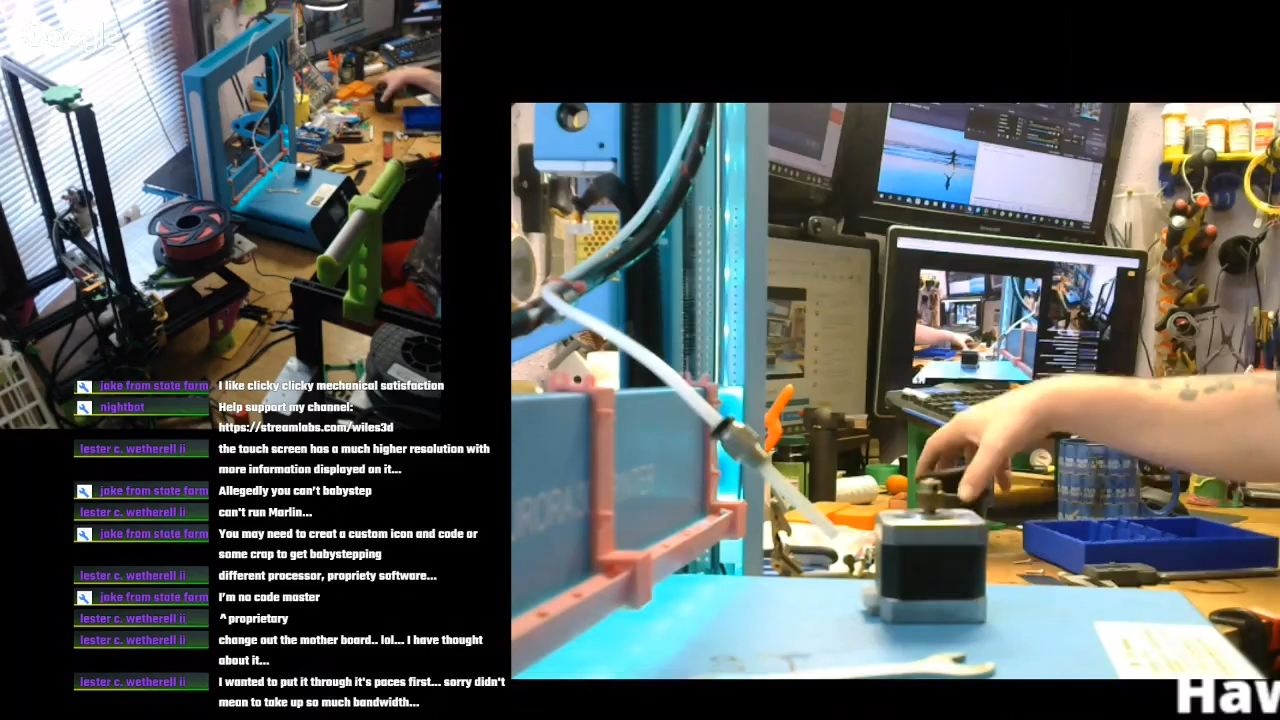 Google
jake from state farm I like clicky clicky mechanical satisfaction
nightbot Help support my channel:
https://streamlabs.com/wiles3d
lester c. wetherell ii the touch screen has a much higher resolution with
more information displayed on it...
jake from state farm Allegedly you can't babystep
lester c. wetherell ii can't run Marlin...
jake from state farm You may need to creat a custom icon and code or
some crap to get babystepping
lester c. wetherell ii different processor, propriety software...
jake from state farm I'm no code master
lester c. wetherell ii ^ proprietary
lester c. wetherell ii change out the mother board.. lol... I have thought
about it...
lester c. wetherell ii I wanted to put it through it's paces first... sorry didn't
mean to take up so much bandwidth...
Hav